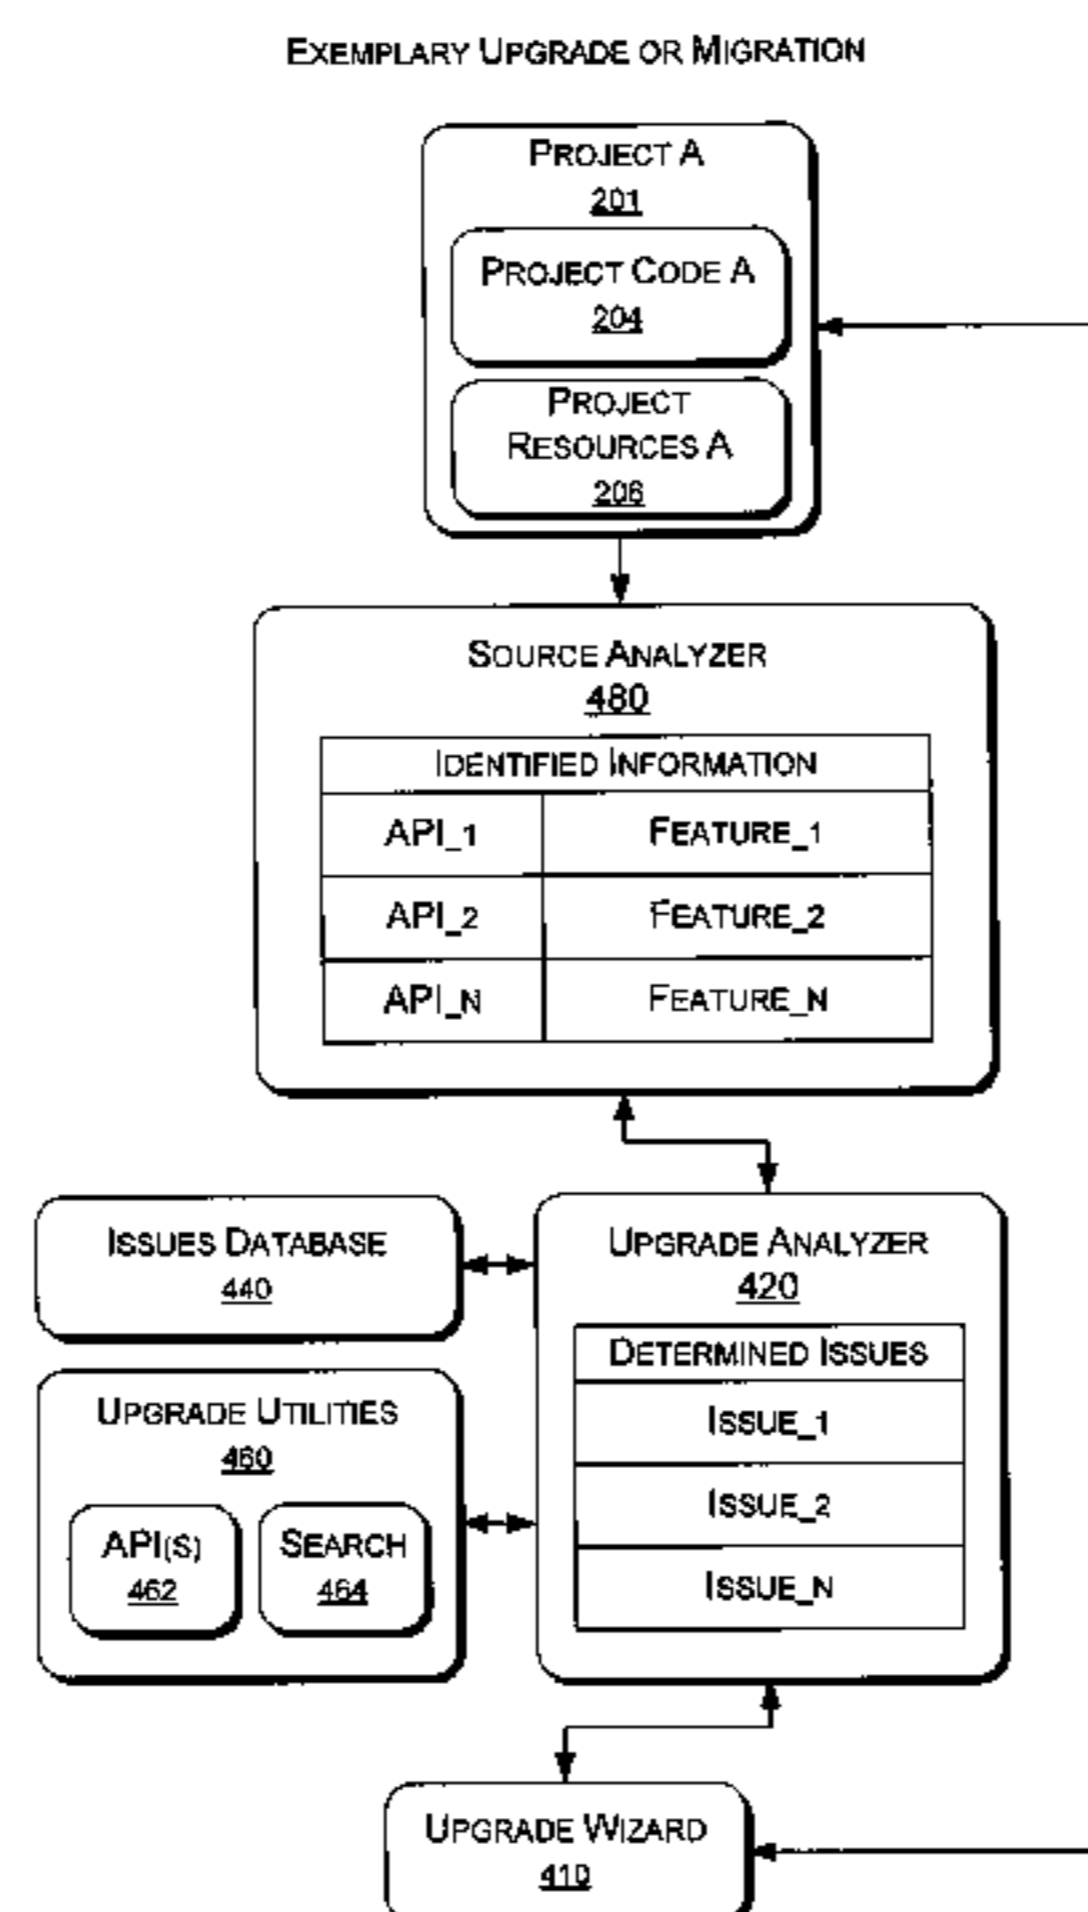 EXEMPLARY UPGRADE OR MIGRATION
PROJECT A
201
PROJECT CODE A
204
PROJECT
RESOURCES A
206
SOURCE ANALYZER
480
IDENTIFIED INFORMATION
API_1 FEATURE_1
API_2 FEATURE_2
API_N FEATURE_N
ISSUES DATABASE
440
UPGRADE ANALYZER
420
DETERMINED ISSUES
ISSUE_1
ISSUE_2
ISSUE_N
UPGRADE UTILITIES
460
API(S)
462
SEARCH
464
UPGRADE WIZARD
410